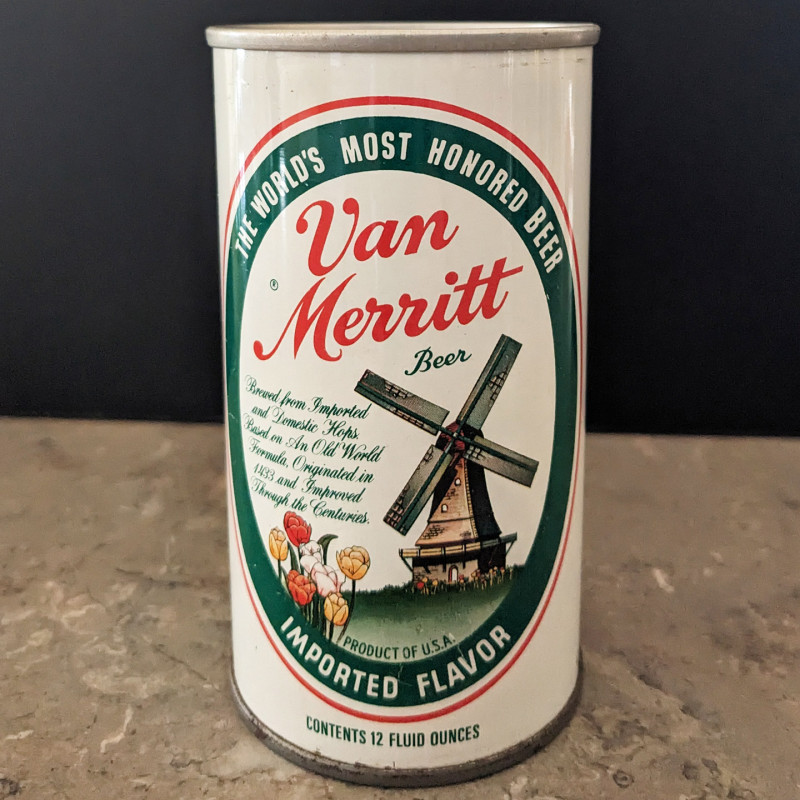 THE WORLD'S MOST HONORED BEER
Van
Merritt
®
Beer
Brewed from Imported
and Domestic Hops.
Based on An Old World
Formula, Originated in
1433 and Improved
Through the Centuries.
PRODUCT OF U.S.A.
IMPORTED FLAVOR
CONTENTS 12 FLUID OUNCES